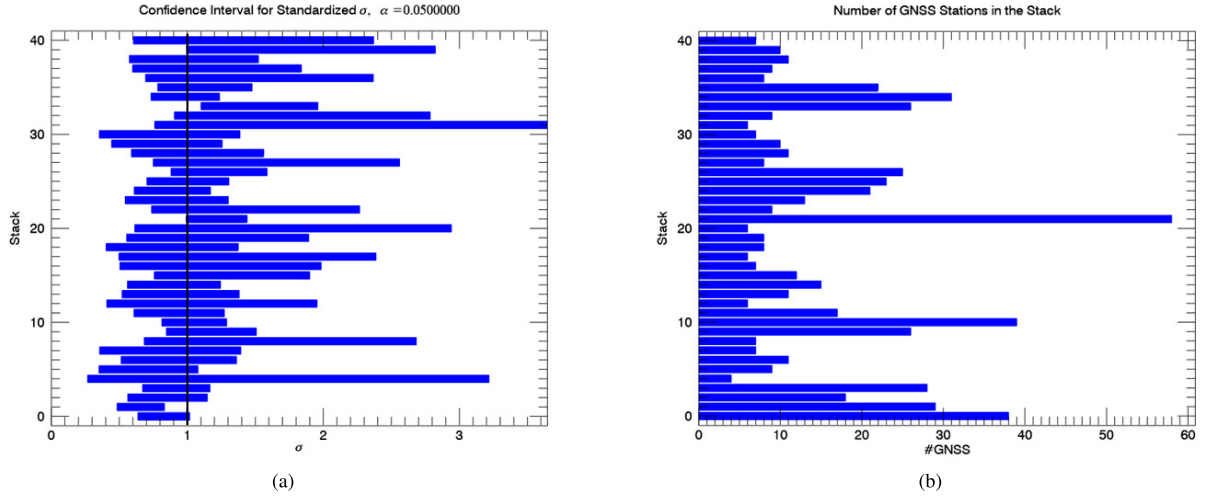 Confidence Interval for Standardized σ, α =0.0500000
40
30
20
10
0
Stack
0 1 2 3
σ
(a)
Number of GNSS Stations in the Stack
40
30
20
10
0
Stack
0 10 20 30 40 50 60
#GNSS
(b)